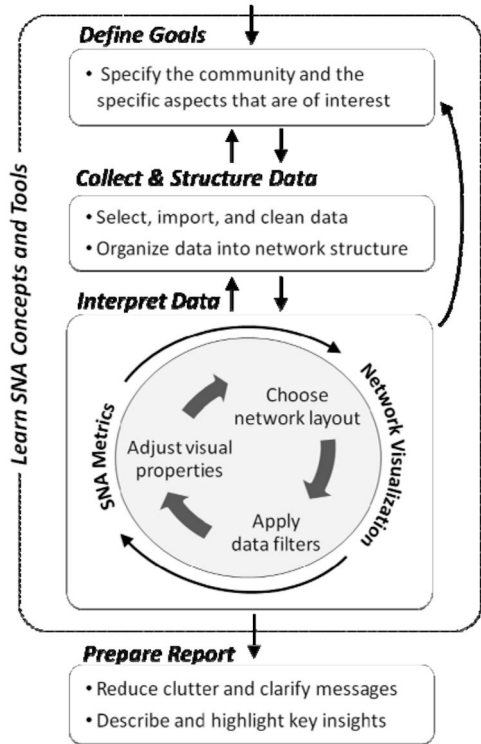 Define Goals
• Specify the community and the
specific aspects that are of interest
Learn SNA Concepts and Tools
Collect & Structure Data
• Select, import, and clean data
• Organize data into network structure
Interpret Data
SNA Metrics
Network Visualization
Choose
network layout
Adjust visual
properties
Apply
data filters
Prepare Report
• Reduce clutter and clarify messages
• Describe and highlight key insights